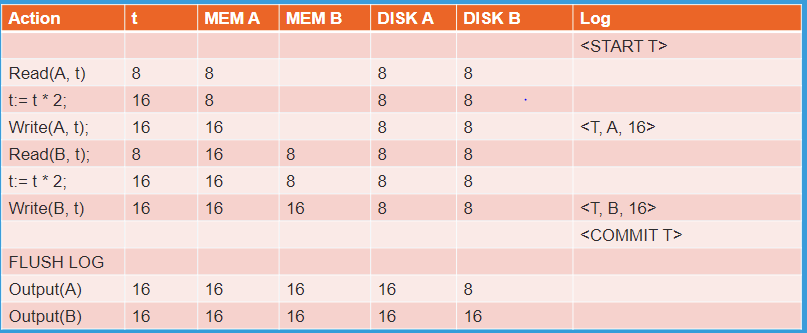 Action t MEM A MEM B DISK A DISK B Log
<START T>
Read(A, t) 8 8 8 8
t:= t * 2; 16 8 8 8
Write(A, t); 16 16 8 8 <T, A, 16>
Read(B, t); 8 16 8 8 8
t:= t * 2; 16 16 8 8 8
Write(B, t) 16 16 16 8 8 <T, B, 16>
<COMMIT T>
FLUSH LOG
Output(A) 16 16 16 16 8
Output(B) 16 16 16 16 16